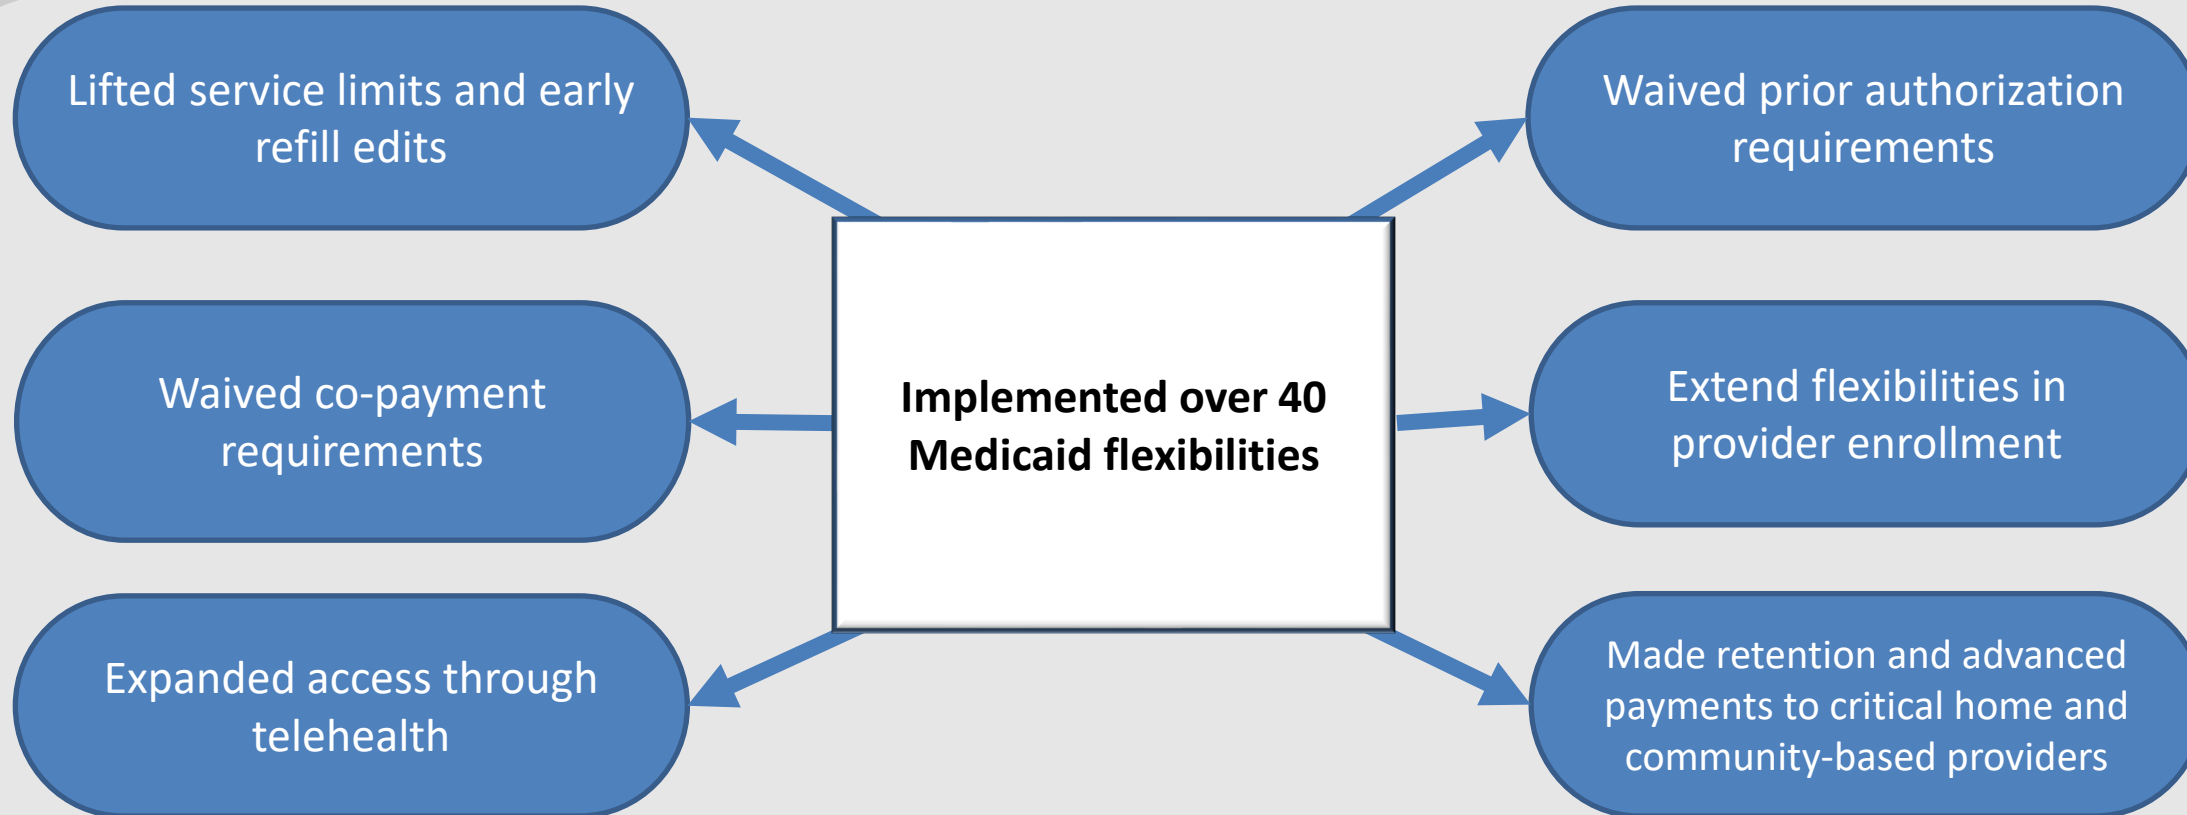 Lifted service limits and early
refill edits
Waived co-payment
requirements
Expanded access through
telehealth
Implemented over 40
Medicaid flexibilities
Waived prior authorization
requirements
Extend flexibilities in
provider enrollment
Made retention and advanced
payments to critical home and
community-based providers